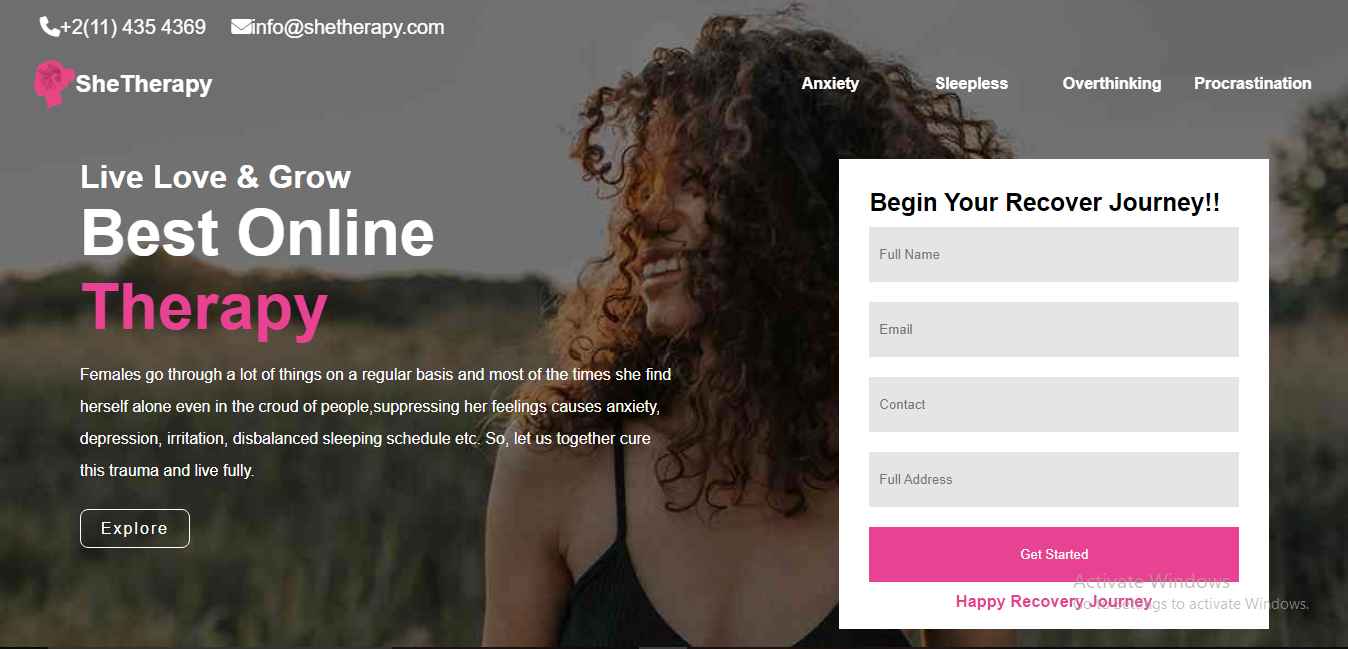 +2(11) 435 4369 info@shetherapy.com
SheTherapy
Anxiety Sleepless Overthinking Procrastination
Live Love & Grow
Best Online
Therapy
Females go through a lot of things on a regular basis and most of the times she find
herself alone even in the croud of people,suppressing her feelings causes anxiety,
depression, irritation, disbalanced sleeping schedule etc. So, let us together cure
this trauma and live fully.
Explore
Begin Your Recover Journey!!
Full Name
Email
Contact
Full Address
Get Started
Happy Recovery Journey
Activate Windows
Go to Settings to activate Windows.